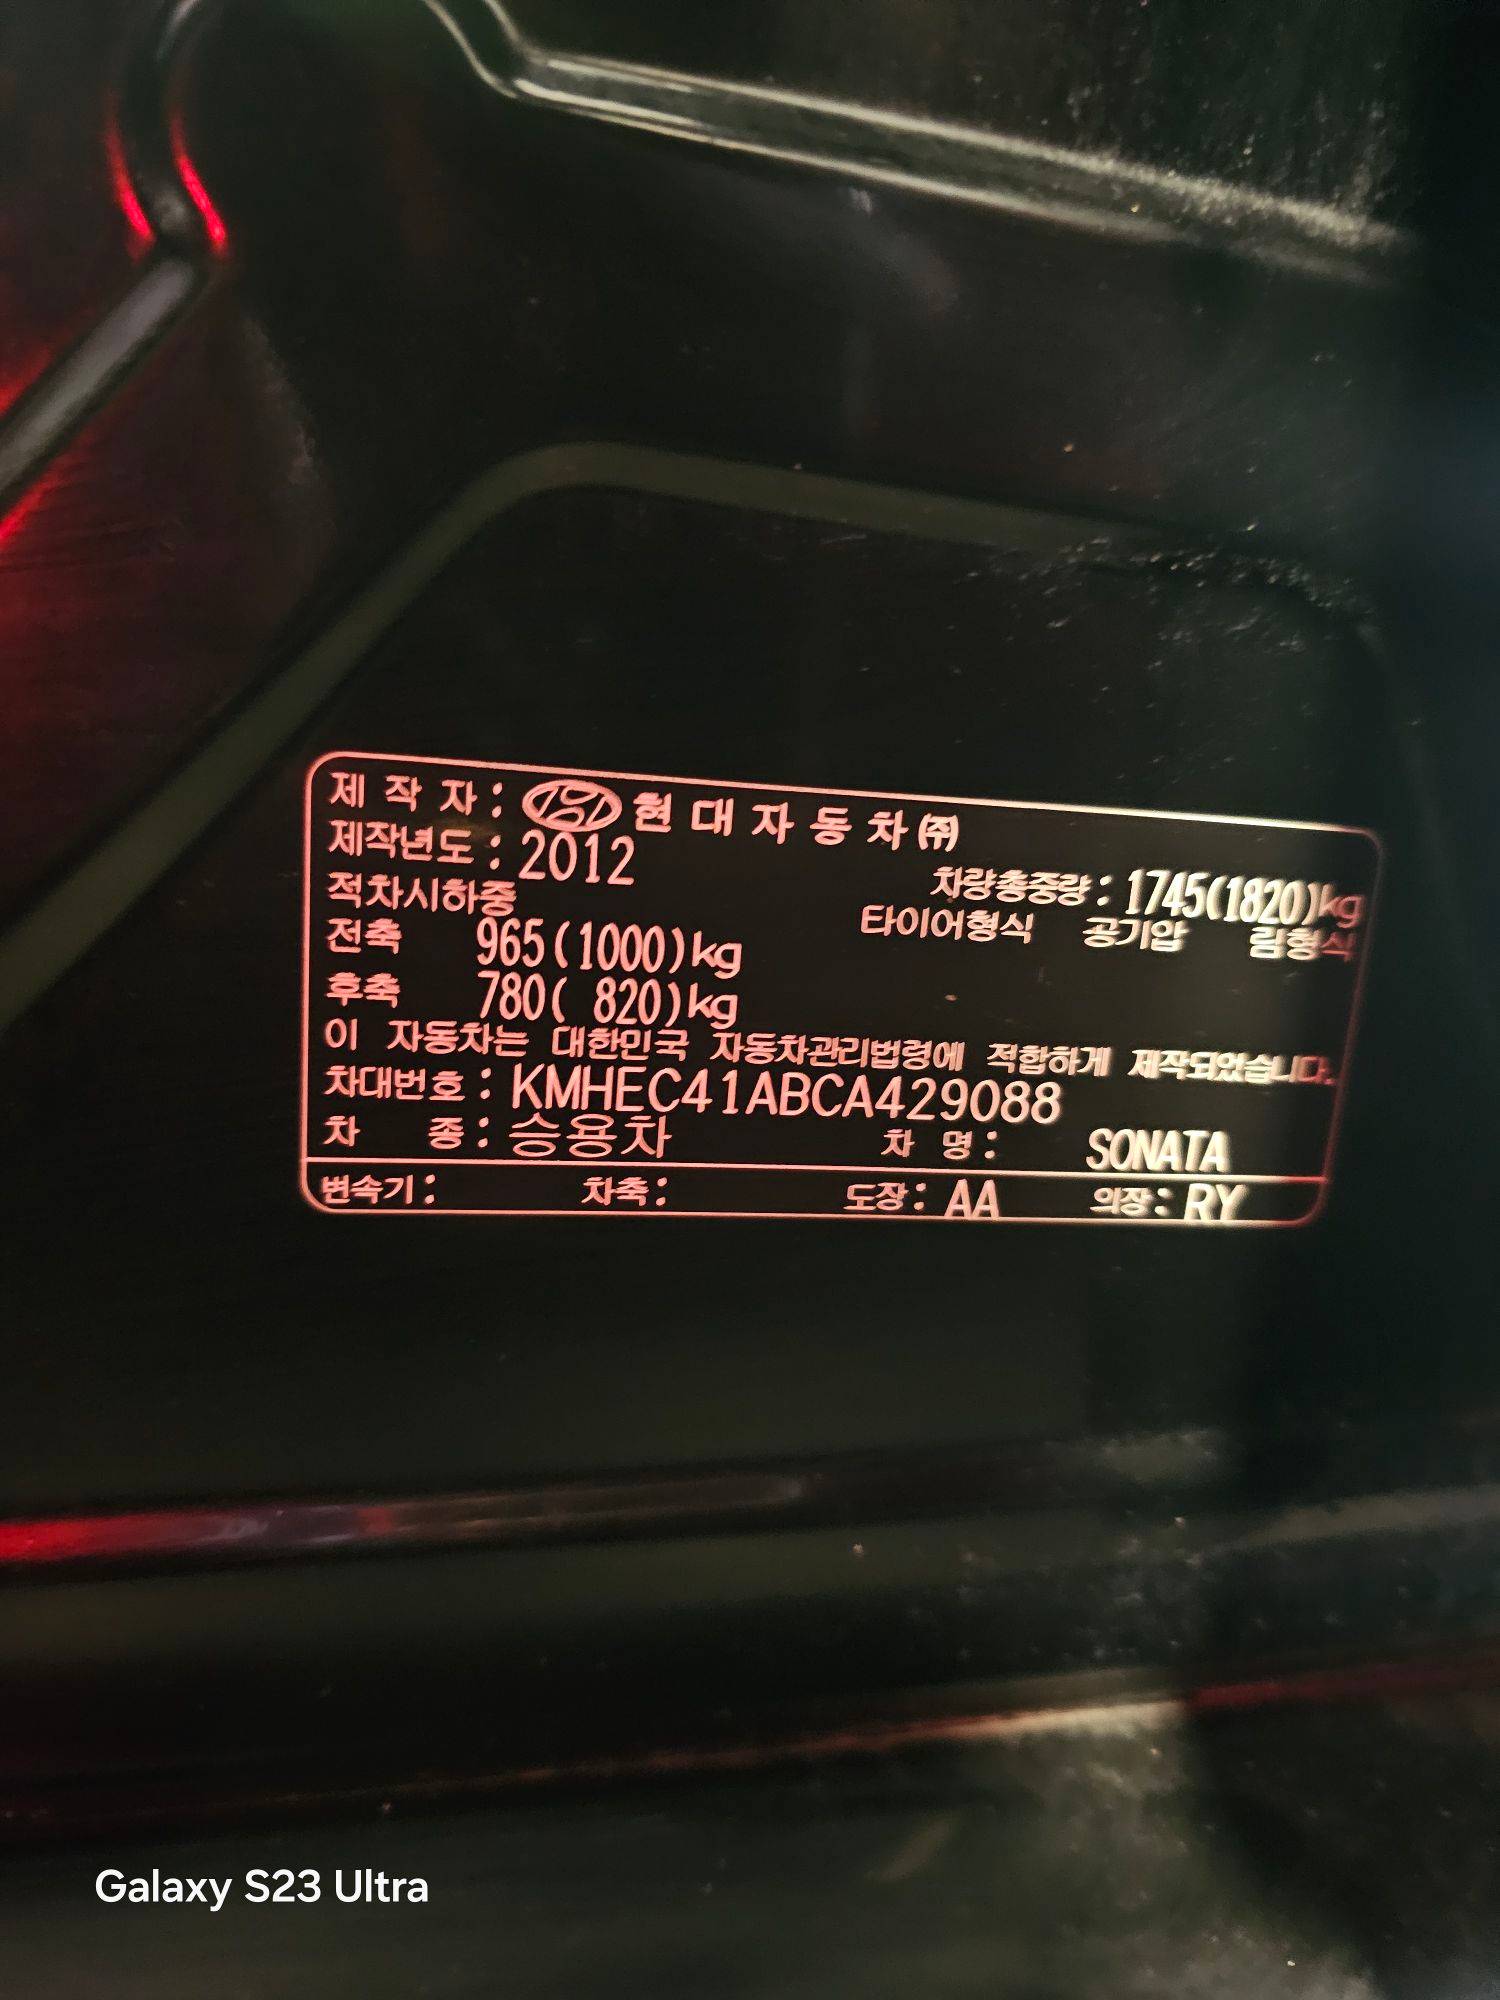 제 작 자 : 현 대 자 동 차 ㈜
제작년도 : 2012
차량총중량 : 1745(1820)kg
적차시하중
타이어형식 공기압 림형식
전축 965(1000)kg
후축 780( 820)kg
이 자동차는 대한민국 자동차관리법령에 적합하게 제작되었습니다.
차대번호 : KMHEC41ABCA429088
차 종 : 승용차 차 명 : SONATA
변속기 : 차축 : 도장 : AA 의장 : RY
Galaxy S23 Ultra